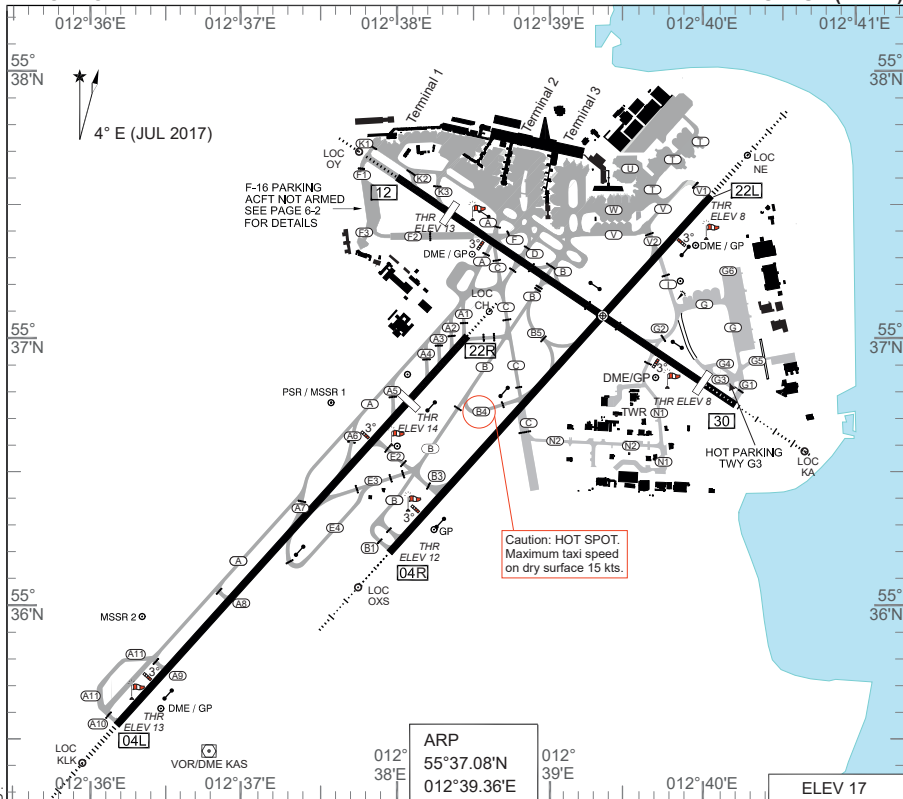 012°36'E
012°37'E
012°38'E
012°39'E
012°40'E
012°41'E
55°
38'N
55°
38'N
4° E (JUL 2017)
Terminal 1
Terminal 2
Terminal 3
LOC
OY
K1
F1
K2
K3
12
F-16 PARKING
ACFT NOT ARMED
SEE PAGE 6-2
FOR DETAILS
THR
ELEV 13
F3
F2
A
F
D
B
3°
DME / GP
A
C
U
T
T
T
W
V
V
V1
V2
LOC
NE
22L
THR
ELEV 8
3°
DME / GP
I
G6
G
G
G2
G4
G5
G3
G1
LOC
CH
C
B
B5
A1
A2
A3
A4
22R
55°
37'N
55°
37'N
B
C
DME/GP
3°
THR ELEV 8
30
PSR / MSSR 1
A
A5
THR
ELEV 14
B4
TWR
N1
HOT PARKING
TWY G3
LOC
KA
A6
3°
E2
B
C
N2
N2
N1
E3
B3
A7
B
3°
E4
GP
B1
THR
ELEV 12
04R
Caution: HOT SPOT.
Maximum taxi speed
on dry surface 15 kts.
A
LOC
OXS
A8
55°
36'N
55°
36'N
MSSR 2
A11
3°
A9
A11
A10
THR
ELEV 13
DME / GP
04L
LOC
KLK
VOR/DME KAS
012°36'E
012°37'E
012°
38'E
ARP
55°37.08'N
012°39.36'E
012°
39'E
012°40'E
ELEV 17